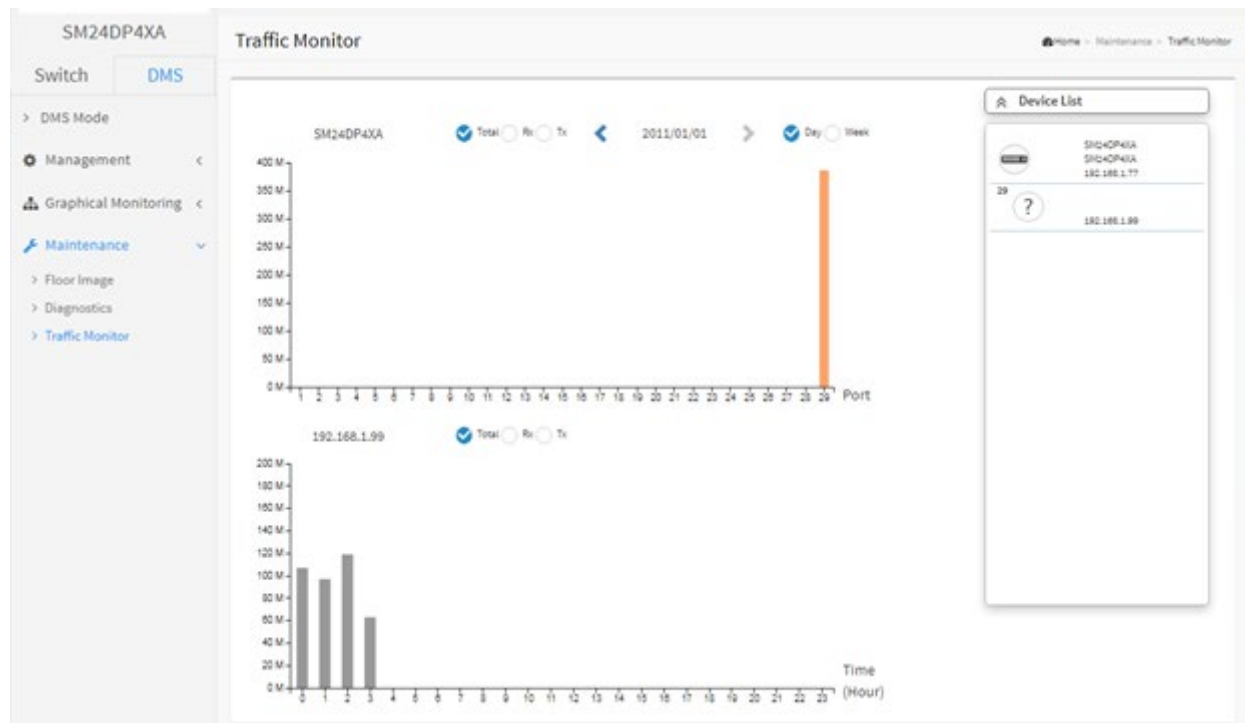 SM24DP4XA
Switch DMS
> DMS Mode
Management <
Graphical Monitoring <
Maintenance
> Floor Image
> Diagnostics
> Traffic Monitor
Traffic Monitor
Home > Maintenance > Traffic Monitor
SM24DP4XA Total Rx Tx 2011/01/01 Day Week
400 M
350 M
300 M
250 M
200 M
150 M
100 M
50 M
0 M
1 2 3 4 5 6 7 8 9 10 11 12 13 14 15 16 17 18 19 20 21 22 23 24 25 26 27 28 29 Port
192.168.1.99 Total Rx Tx
200 M
180 M
160 M
140 M
120 M
100 M
80 M
60 M
40 M
20 M
0 M
0 1 2 3 4 5 6 7 8 9 10 11 12 13 14 15 16 17 18 19 20 21 22 23
Time
(Hour)
Device List
SM24DP4XA
SM24DP4XA
192.168.1.77
29
?
192.168.1.99